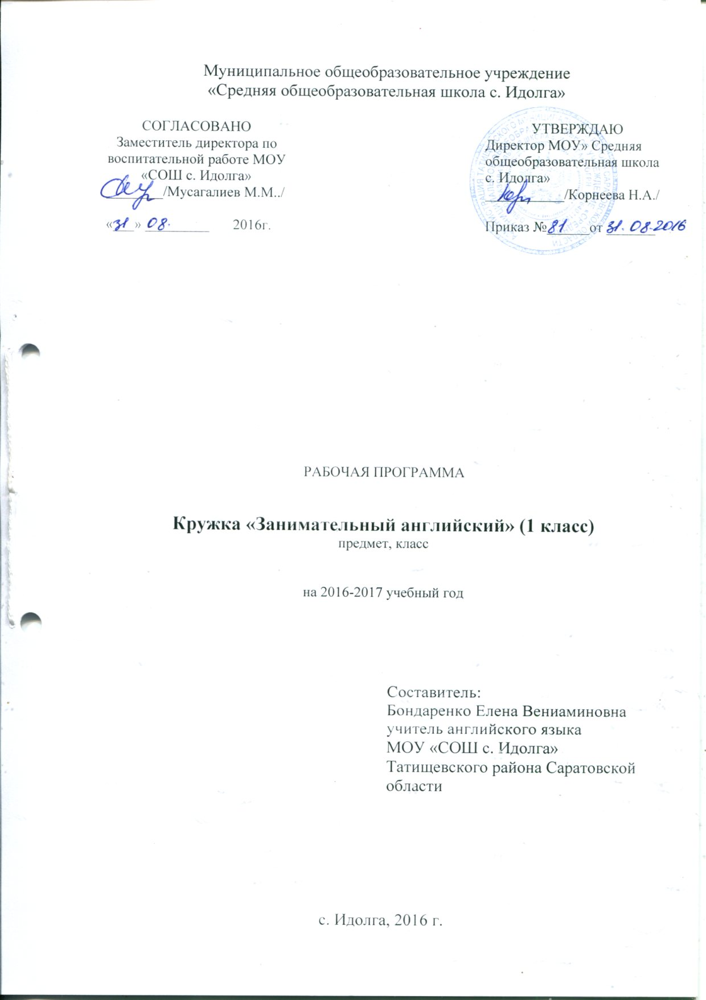 Муниципальное общеобразовательное учреждение
«Средняя общеобразовательная школа с. Идолга»
СОГЛАСОВАНО
Заместитель директора по
воспитательной работе МОУ
«СОШ с. Идолга»
/Мусагалиев М.М../
«31» 08. 2016г.
УТВЕРЖДАЮ
Директор МОУ» Средняя
общеобразовательная школа
с. Идолга»
/Корнеева Н.А./
Приказ № 81 от 31.08.2016
РАБОЧАЯ ПРОГРАММА
Кружка «Занимательный английский» (1 класс)
предмет, класс
на 2016-2017 учебный год
Составитель:
Бондаренко Елена Вениаминовна
учитель английского языка
МОУ «СОШ с. Идолга»
Татищевского района Саратовской
области
с. Идолга, 2016 г.